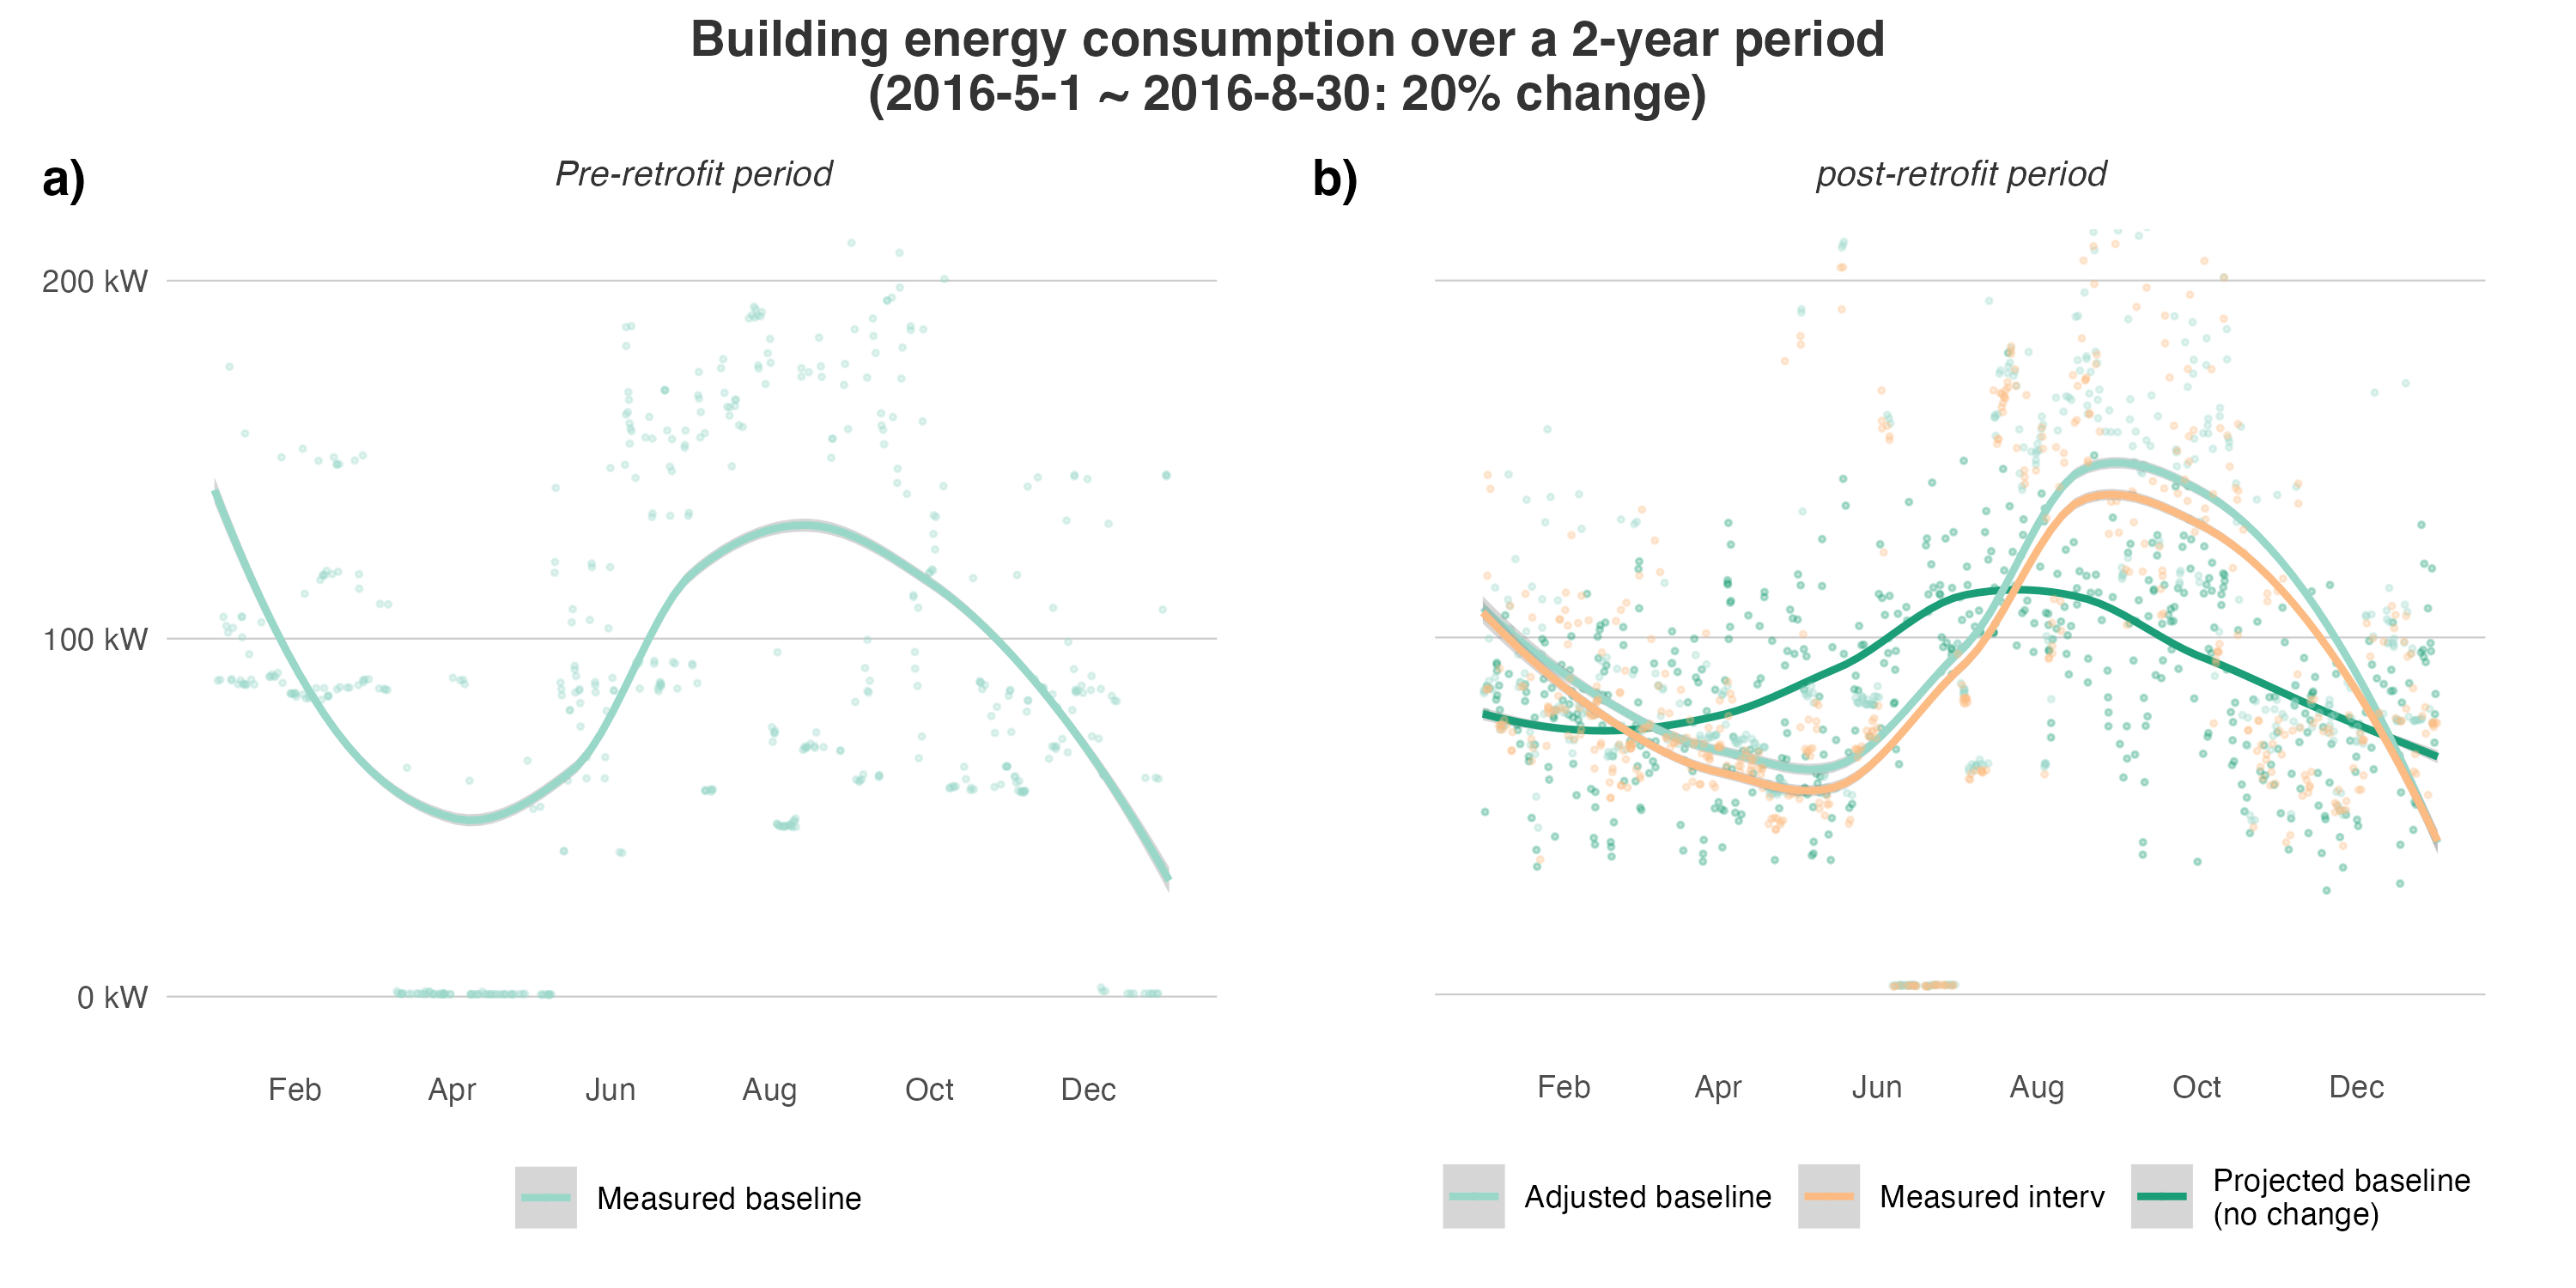 Building energy consumption over a 2-year period
(2016-5-1 ~ 2016-8-30: 20% change)
a)
Pre-retrofit period
200 kW
100 kW
0 kW
Feb Apr Jun Aug Oct Dec
Measured baseline
b)
post-retrofit period
Feb Apr Jun Aug Oct Dec
Adjusted baseline
Measured interv
Projected baseline
(no change)